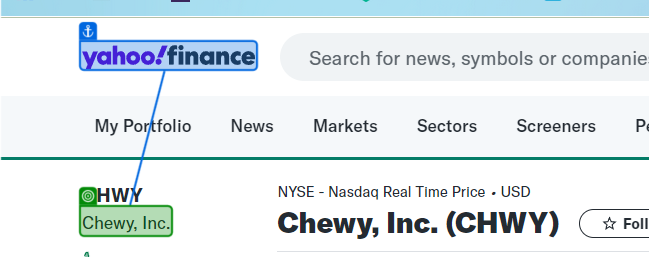 yahoo!finance
Search for news, symbols or companie
My Portfolio News Markets Sectors Screeners Pe
HWY
Chewy, Inc.
NYSE - Nasdaq Real Time Price • USD
Chewy, Inc. (CHWY)
☆ Foll